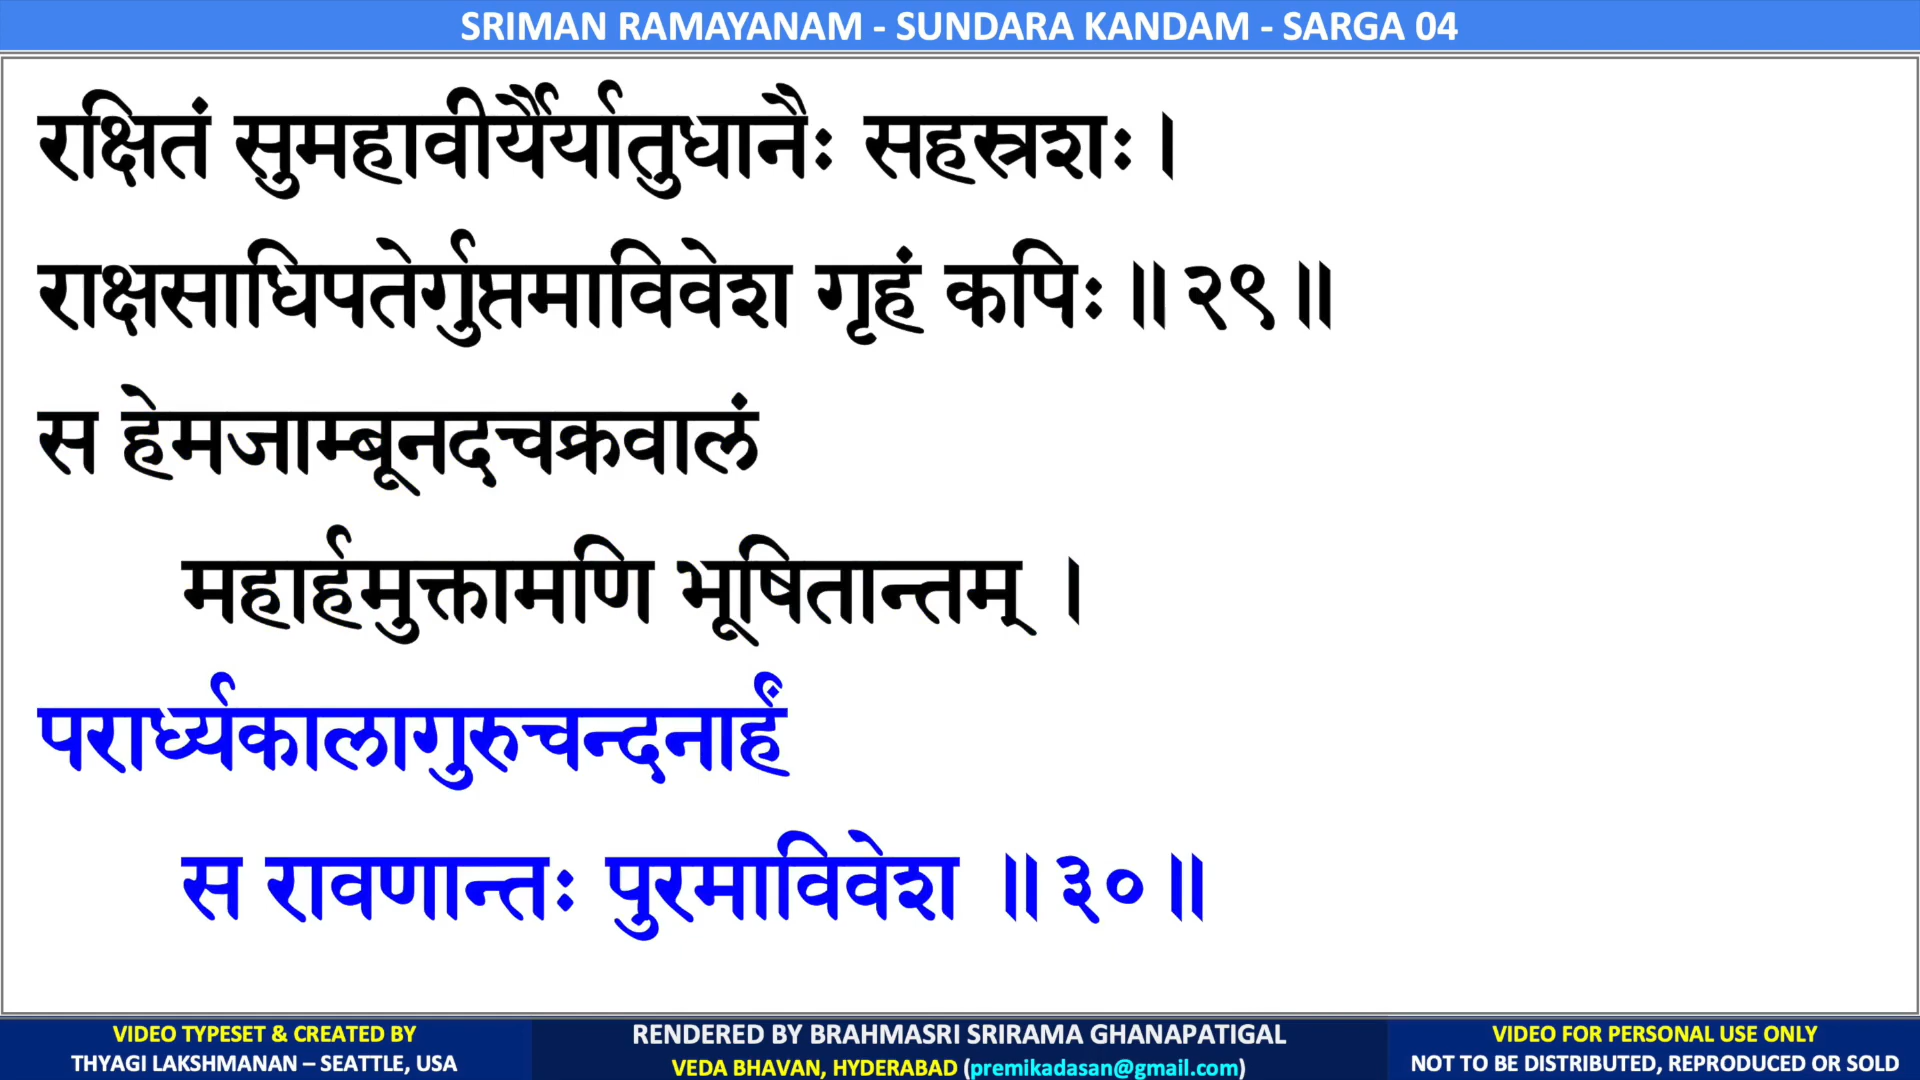 SRIMAN RAMAYANAM - SUNDARA KANDAM - SARGA 04
रक्षितं सुमहावीर्यैर्यातुधानैः सहस्रशः ।
राक्षसाधिपतेर्गुप्तमाविवेश गृहं कपिः ॥ २९ ॥
स हेमजाम्बूनदचक्रवालं
महार्हमुक्तामणि भूषितान्तम् ।
परार्ध्यकालागुरुचन्दनार्हं
स रावणान्तः पुरमाविवेश ॥ ३० ॥
VIDEO TYPESET & CREATED BY
THYAGI LAKSHMANAN – SEATTLE, USA
RENDERED BY BRAHMASRI SRIRAMA GHANAPATIGAL
VEDA BHAVAN, HYDERABAD (premikadasan@gmail.com)
VIDEO FOR PERSONAL USE ONLY
NOT TO BE DISTRIBUTED, REPRODUCED OR SOLD